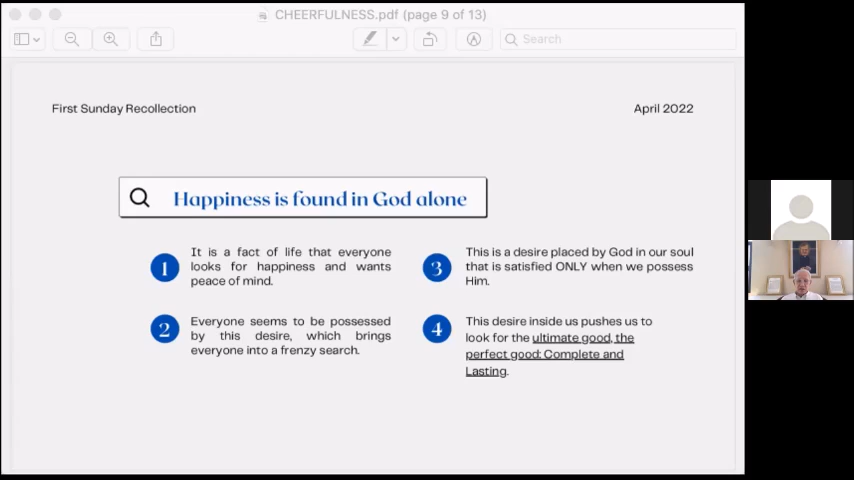 CHEERFULNESS.pdf (page 9 of 13)
Search
First Sunday Recollection
April 2022
Happiness is found in God alone
1
It is a fact of life that everyone
looks for happiness and wants
peace of mind.
2
Everyone seems to be possessed
by this desire, which brings
everyone into a frenzy search.
3
This is a desire placed by God in our soul
that is satisfied ONLY when we possess
Him.
4
This desire inside us pushes us to
look for the ultimate good, the
perfect good: Complete and
Lasting.